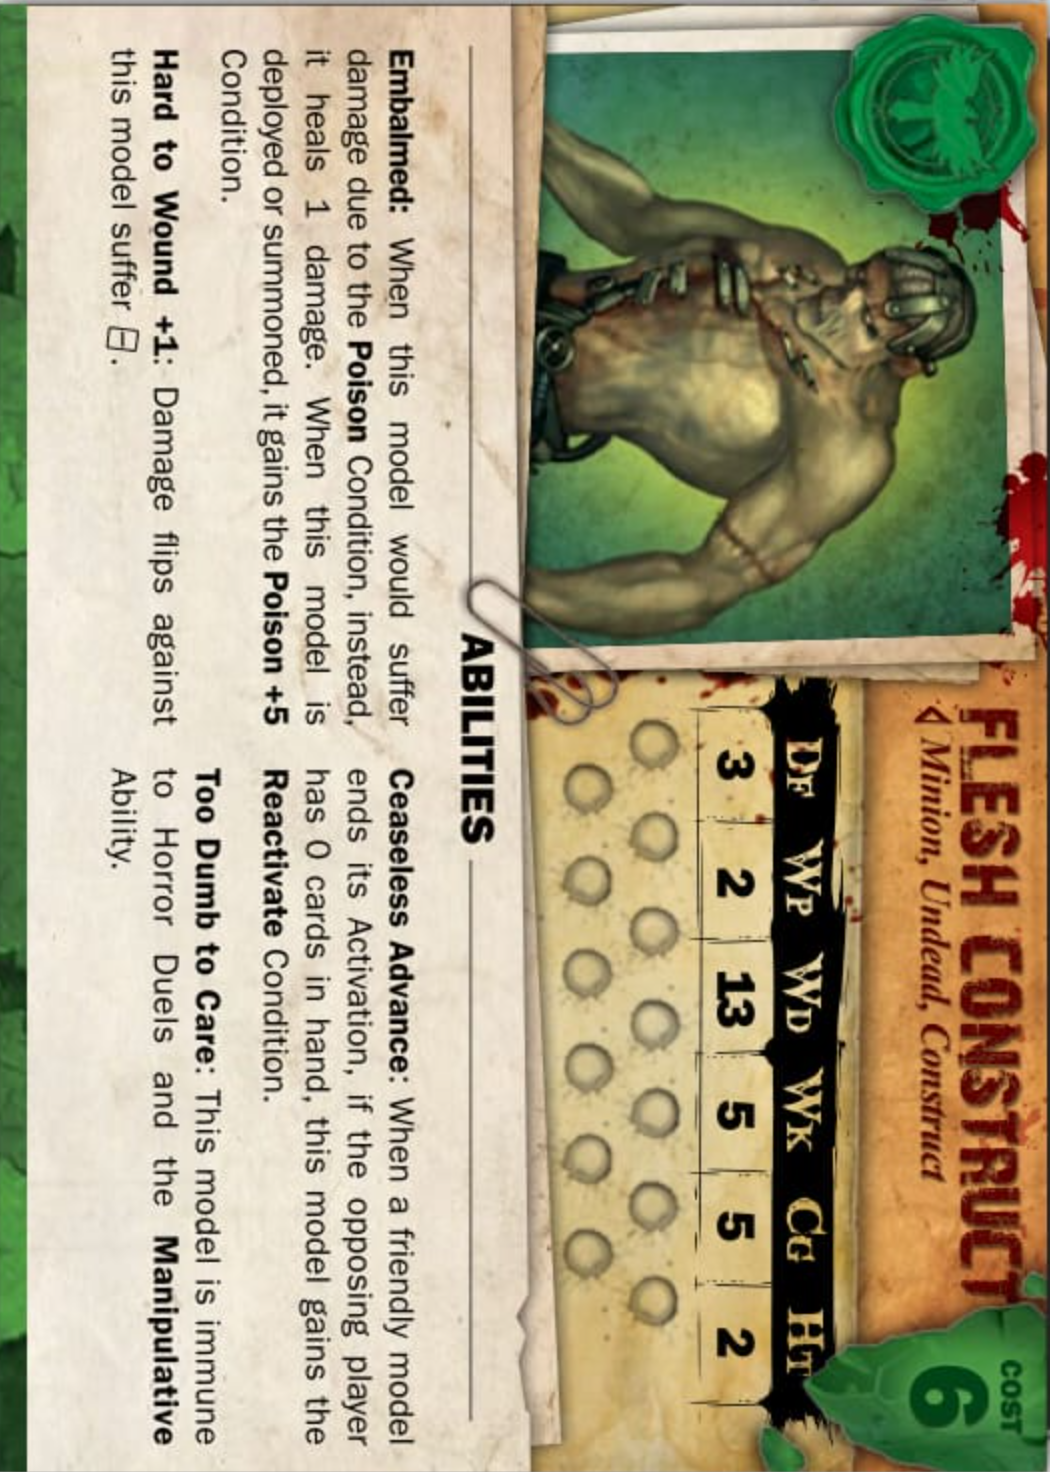 FLESH CONSTRUCT
Minion, Undead, Construct
COST
6
DF WP WD WK CG HT
3 2 13 5 5 2
ABILITIES
Embalmed: When this model would suffer
damage due to the Poison Condition, instead,
it heals 1 damage. When this model is
deployed or summoned, it gains the Poison +5
Condition.
Hard to Wound +1: Damage flips against
this model suffer ⊟.
Ceaseless Advance: When a friendly model
ends its Activation, if the opposing player
has 0 cards in hand, this model gains the
Reactivate Condition.
Too Dumb to Care: This model is immune
to Horror Duels and the Manipulative
Ability.